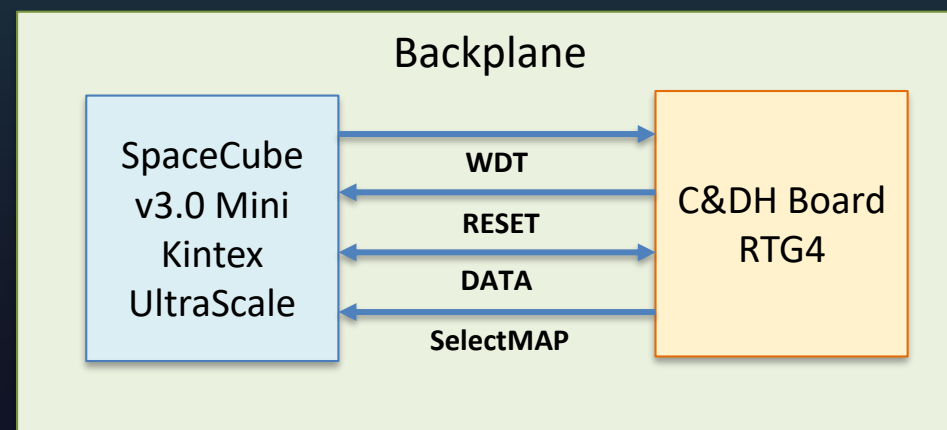 Backplane
SpaceCube
v3.0 Mini
Kintex
UltraScale
WDT
RESET
DATA
SelectMAP
C&DH Board
RTG4